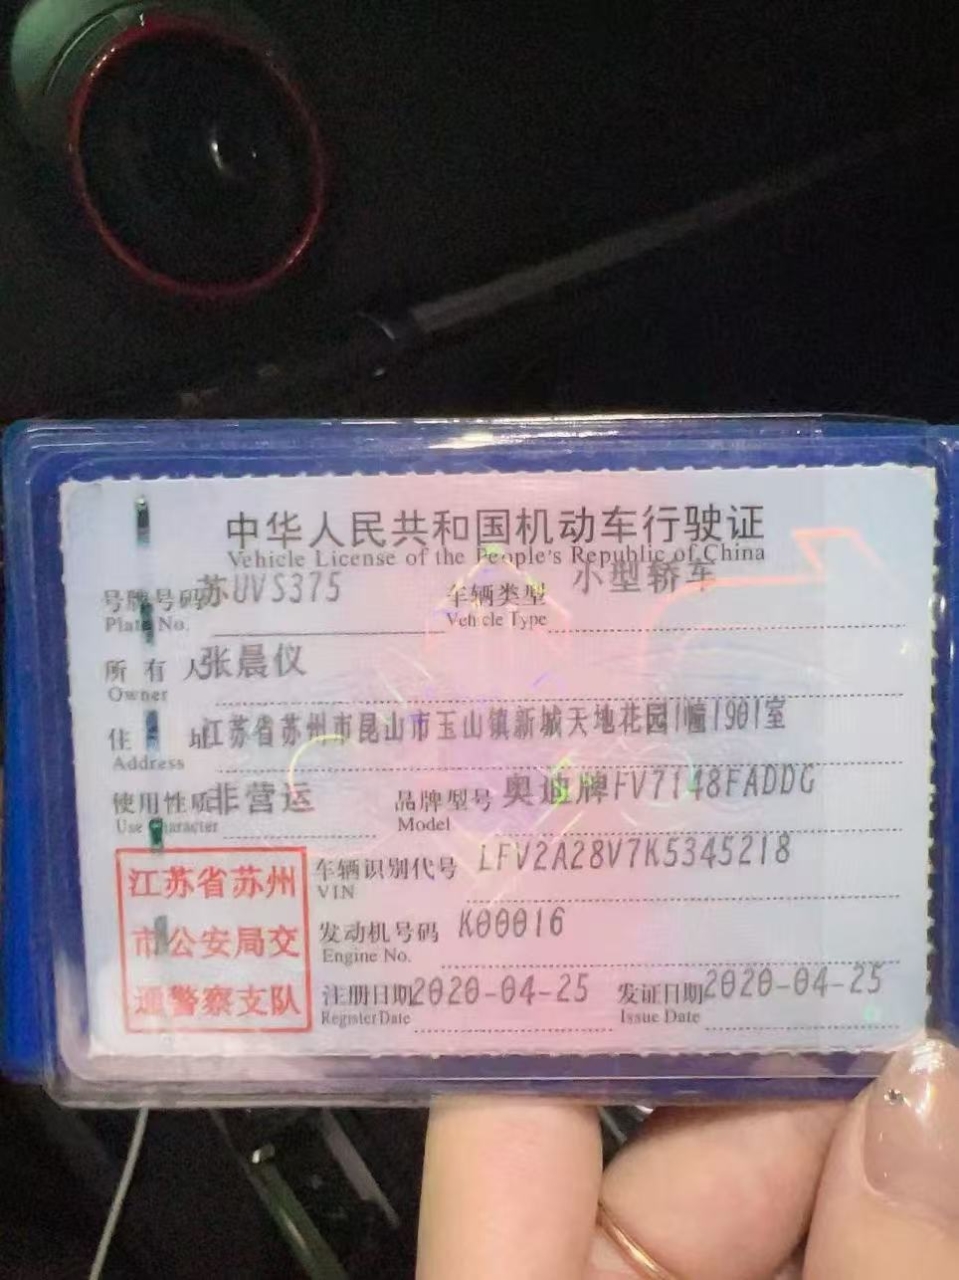 中华人民共和国机动车行驶证
Vehicle License of the People's Republic of China
号牌号码 苏UVS375 车辆类型 小型轿车
Plate No. Vehicle Type
所有人 张晨仪
Owner
住址 江苏省苏州市昆山市玉山镇新城天地花园1幢1901室
Address
使用性质 非营运 品牌型号 奥迪牌FV7148FADDG
Use Character Model
江苏省苏州
市公安局交
通警察支队
车辆识别代号 LFV2A28V7K5345218
VIN
发动机号码 K00016
Engine No.
注册日期 2020-04-25 发证日期 2020-04-25
Register Date Issue Date